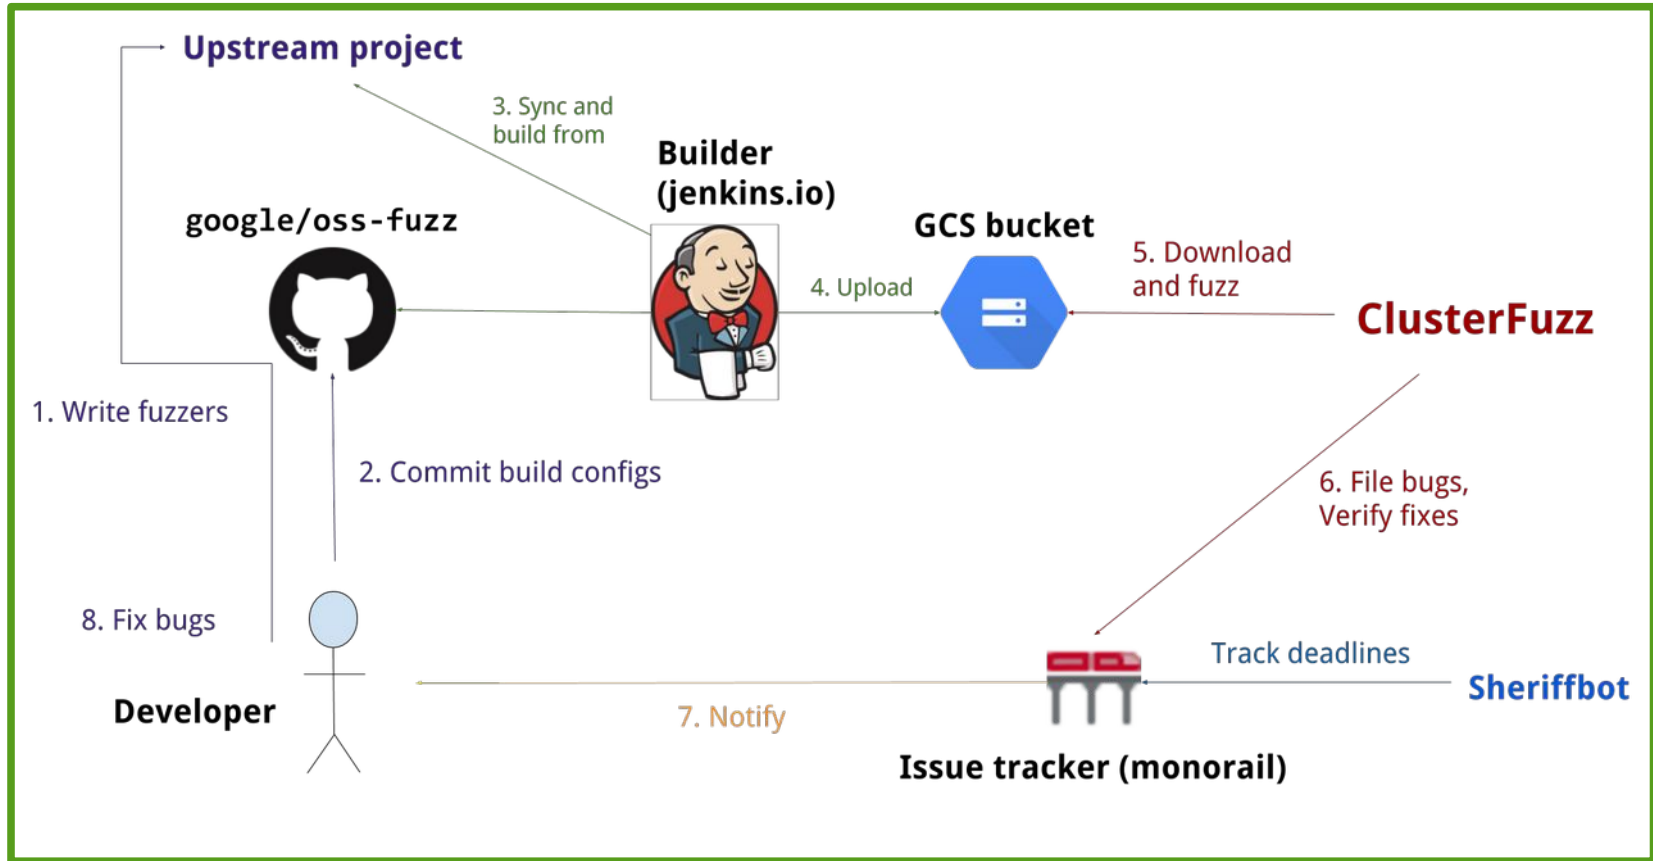 Upstream project
3. Sync and
build from
Builder
(jenkins.io)
google/oss-fuzz
GCS bucket
5. Download
and fuzz
4. Upload
ClusterFuzz
1. Write fuzzers
2. Commit build configs
6. File bugs,
Verify fixes
8. Fix bugs
Track deadlines
Sheriffbot
Developer
7. Notify
Issue tracker (monorail)